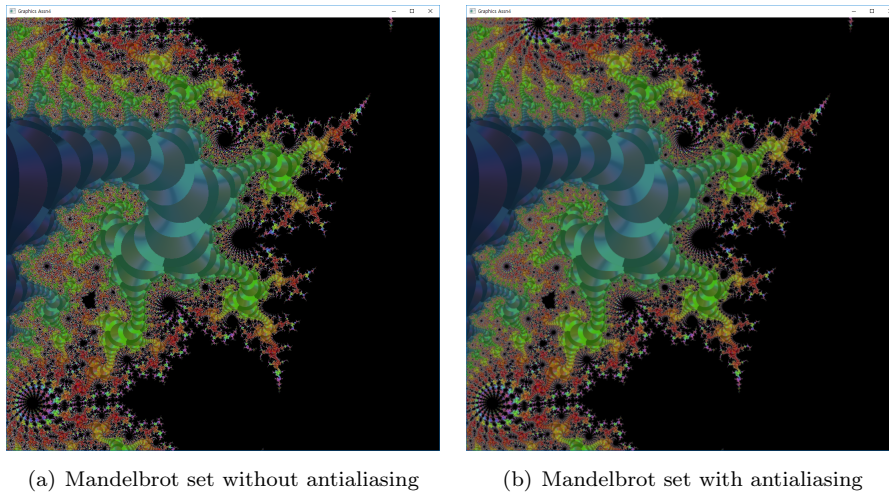 Graphics Assn4
Graphics Assn4
(a) Mandelbrot set without antialiasing
(b) Mandelbrot set with antialiasing